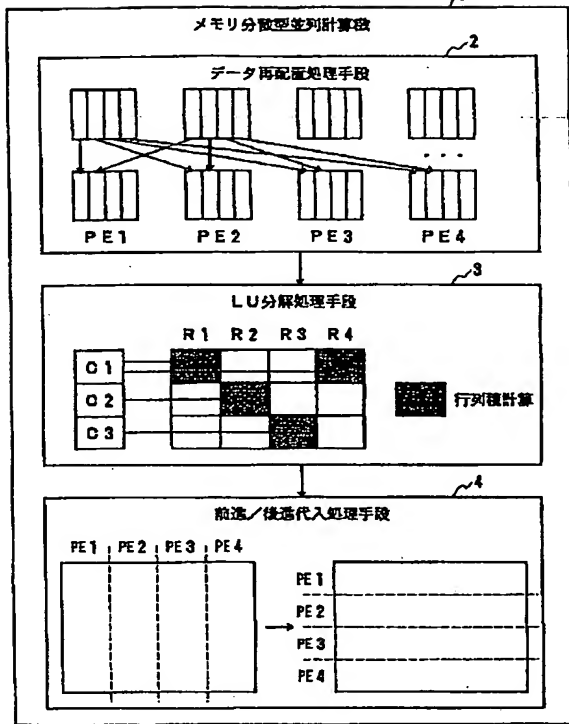 メモリ分散型並列計算段
2
データ再配置処理手段
...
PE1 PE2 PE3 PE4
3
LU分解処理手段
R1 R2 R3 R4
C1
C2
C3
行列積計算
4
前進/後進代入処理手段
PE1 PE2 PE3 PE4
PE1
PE2
PE3
PE4